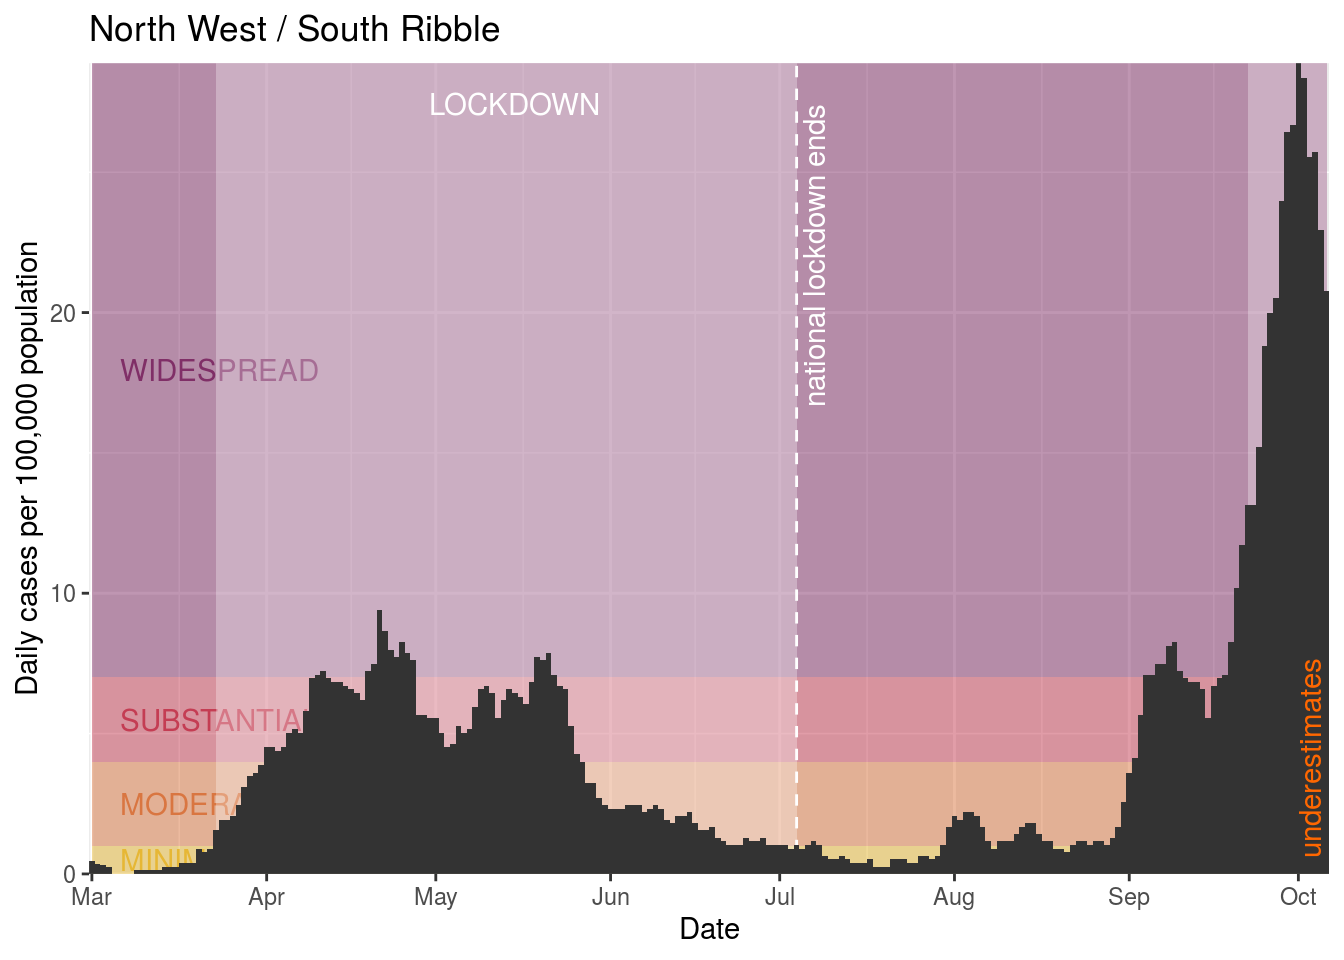 North West / South Ribble
LOCKDOWN
national lockdown ends
WIDESPREAD
SUBSTANTIA
MODERA
MINIM
underestimates
Daily cases per 100,000 population
20
10
0
Mar Apr May Jun Jul Aug Sep Oct
Date